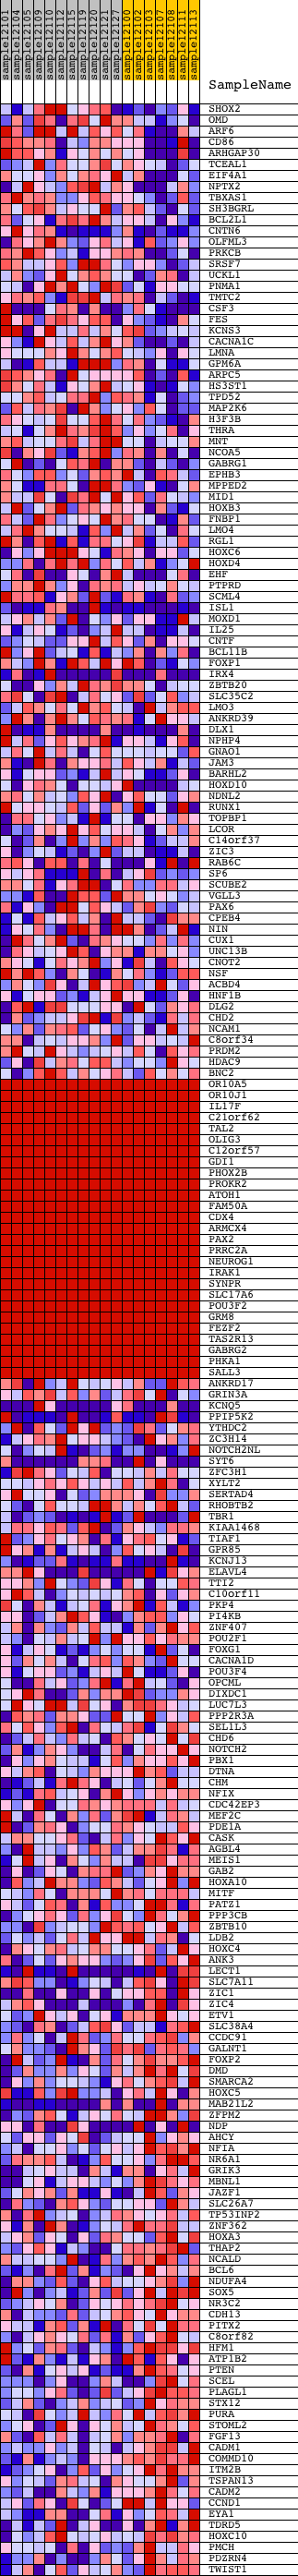 sample12101
sample12104
sample12105
sample12109
sample12110
sample12112
sample12115
sample12119
sample12120
sample12121
sample12127
sample12100
sample12102
sample12103
sample12107
sample12108
sample12111
sample12113
SampleName
SHOX2
OMD
ARF6
CD86
ARHGAP30
TCEAL1
EIF4A1
NPTX2
TBXAS1
SH3BGRL
BCL2L1
CNTN6
OLFML3
PRKCB
SRSF7
UCKL1
PNMA1
TMTC2
CSF3
FES
KCNS3
CACNA1C
LMNA
GPM6A
ARPC5
HS3ST1
TPD52
MAP2K6
H3F3B
THRA
MNT
NCOA5
GABRG1
EPHB3
MPPED2
MID1
HOXB3
FNBP1
LMO4
RGL1
HOXC6
HOXD4
EHF
PTPRD
SCML4
ISL1
MOXD1
IL25
CNTF
BCL11B
FOXP1
IRX4
ZBTB20
SLC35C2
LMO3
ANKRD39
DLX1
NPHP4
GNAO1
JAM3
BARHL2
HOXD10
NDNL2
RUNX1
TOPBP1
LCOR
C14orf37
ZIC3
RAB6C
SP6
SCUBE2
VGLL3
PAX6
CPEB4
NIN
CUX1
UNC13B
CNOT2
NSF
ACBD4
HNF1B
DLG2
CHD2
NCAM1
C8orf34
PRDM2
HDAC9
BNC2
OR10A5
OR10J1
IL17F
C21orf62
TAL2
OLIG3
C12orf57
GDI1
PHOX2B
PROKR2
ATOH1
FAM50A
CDX4
ARMCX4
PAX2
PRRC2A
NEUROG1
IRAK1
SYNPR
SLC17A6
POU3F2
GRM8
FEZF2
TAS2R13
GABRG2
PHKA1
SALL3
ANKRD17
GRIN3A
KCNQ5
PPIP5K2
YTHDC2
ZC3H14
NOTCH2NL
SYT6
ZFC3H1
XYLT2
SERTAD4
RHOBTB2
TBR1
KIAA1468
TIAF1
GPR85
KCNJ13
ELAVL4
TTI2
C10orf11
PKP4
PI4KB
ZNF407
POU2F1
FOXG1
CACNA1D
POU3F4
OPCML
DIXDC1
LUC7L3
PPP2R3A
SEL1L3
CHD6
NOTCH2
PBX1
DTNA
CHM
NFIX
CDC42EP3
MEF2C
PDE1A
CASK
AGBL4
MEIS1
GAB2
HOXA10
MITF
PATZ1
PPP3CB
ZBTB10
LDB2
HOXC4
ANK3
LECT1
SLC7A11
ZIC1
ZIC4
ETV1
SLC38A4
CCDC91
GALNT1
FOXP2
DMD
SMARCA2
HOXC5
MAB21L2
ZFPM2
NDP
AHCY
NFIA
NR6A1
GRIK3
MBNL1
JAZF1
SLC26A7
TP53INP2
ZNF362
HOXA3
THAP2
NCALD
BCL6
NDUFA4
SOX5
NR3C2
CDH13
PITX2
C8orf82
HFM1
ATP1B2
PTEN
SCEL
PLAGL1
STX12
PURA
STOML2
FGF13
CADM1
COMMD10
ITM2B
TSPAN13
CADM2
CCND1
EYA1
TDRD5
HOXC10
PMCH
PDZRN4
TWIST1